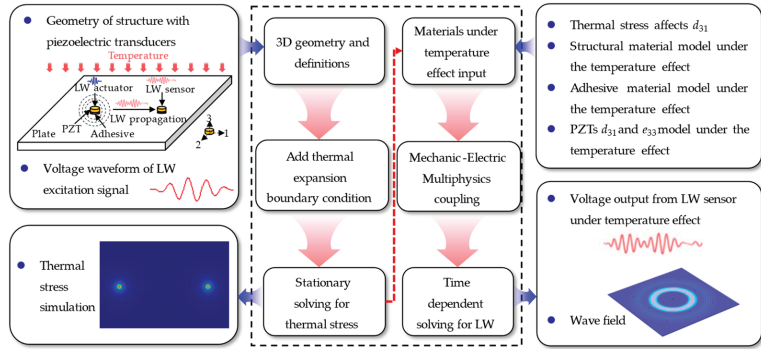 Geometry of structure with
piezoelectric transducers
Temperature
LW actuator
LW sensor
LW propagation
Plate
PZT
Adhesive
3
1
2
Voltage waveform of LW
excitation signal
Thermal
stress
simulation
3D geometry and
definitions
Add thermal
expansion
boundary condition
Stationary
solving for
thermal stress
Materials under
temperature
effect input
Mechanic-Electric
Multiphysics
coupling
Time
dependent
solving for LW
Thermal stress affects d31
Structural material model under
the temperature effect
Adhesive material model under
the temperature effect
PZTs d31 and e33 model under the
temperature effect
Voltage output from LW sensor
under temperature effect
Wave field